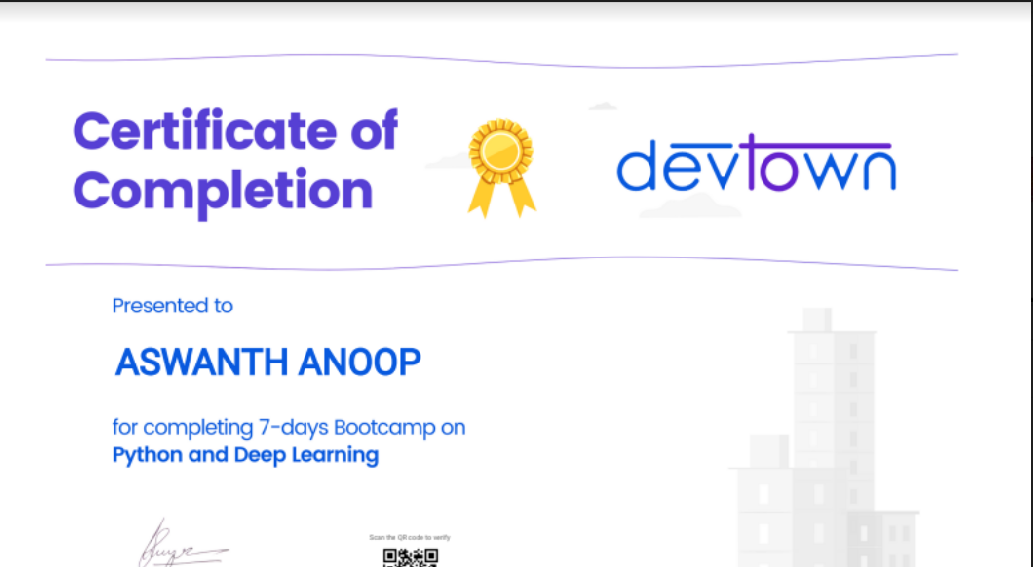 Certificate of
Completion
devtown
Presented to
ASWANTH ANOOP
for completing 7-days Bootcamp on
Python and Deep Learning
Scan the QR code to verify